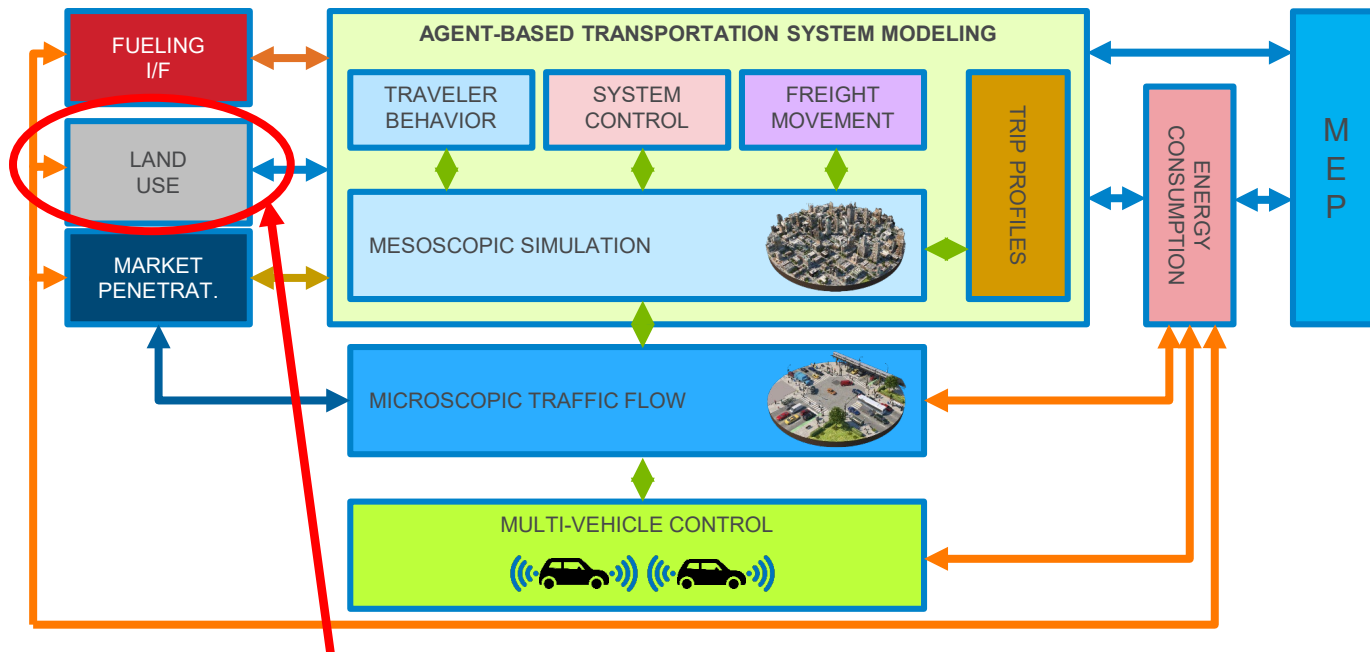 FUELING
I/F
LAND
USE
MARKET
PENETRAT.
AGENT-BASED TRANSPORTATION SYSTEM MODELING
TRAVELER
BEHAVIOR
SYSTEM
CONTROL
FREIGHT
MOVEMENT
TRIP PROFILES
MESOSCOPIC SIMULATION
MICROSCOPIC TRAFFIC FLOW
MULTI-VEHICLE CONTROL
ENERGY
CONSUMPTION
M
E
P